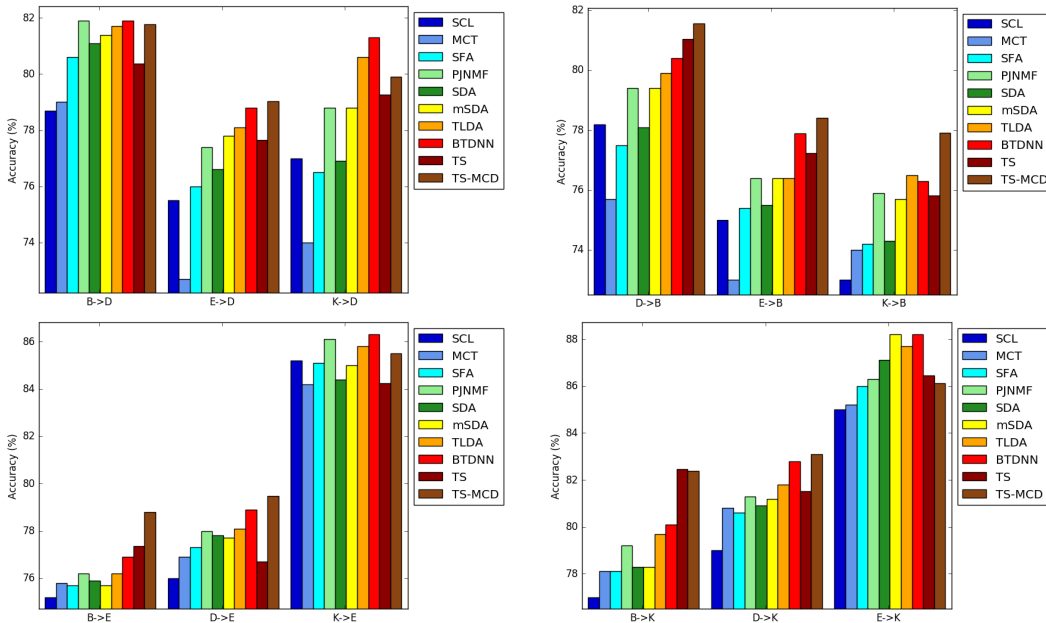 82
80
78
76
74
Accuracy (%)
B->D
E->D
K->D
SCL
MCT
SFA
PJNMF
SDA
mSDA
TLDA
BTDNN
TS
TS-MCD
82
80
78
76
74
Accuracy (%)
D->B
E->B
K->B
SCL
MCT
SFA
PJNMF
SDA
mSDA
TLDA
BTDNN
TS
TS-MCD
86
84
82
80
78
76
Accuracy (%)
B->E
D->E
K->E
SCL
MCT
SFA
PJNMF
SDA
mSDA
TLDA
BTDNN
TS
TS-MCD
88
86
84
82
80
78
Accuracy (%)
B->K
D->K
E->K
SCL
MCT
SFA
PJNMF
SDA
mSDA
TLDA
BTDNN
TS
TS-MCD